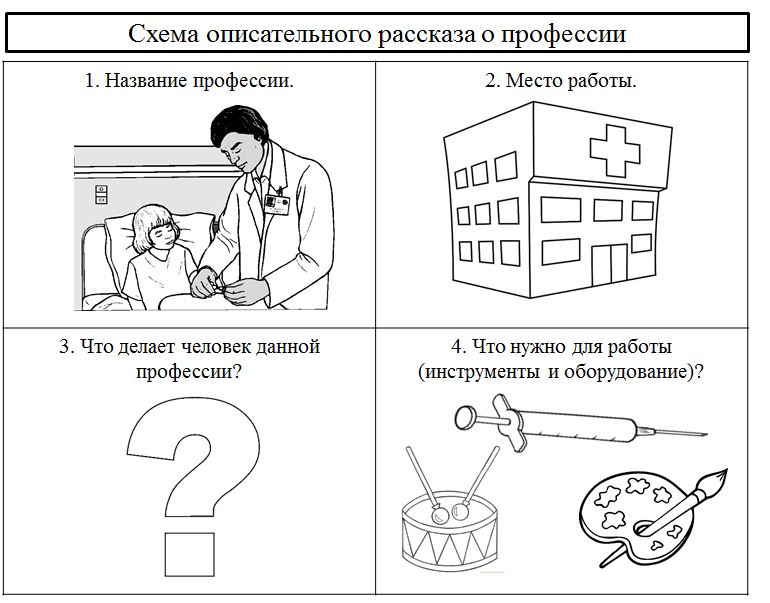 Схема описательного рассказа о профессии
1. Название профессии.
2. Место работы.
3. Что делает человек данной
профессии?
4. Что нужно для работы
(инструменты и оборудование)?